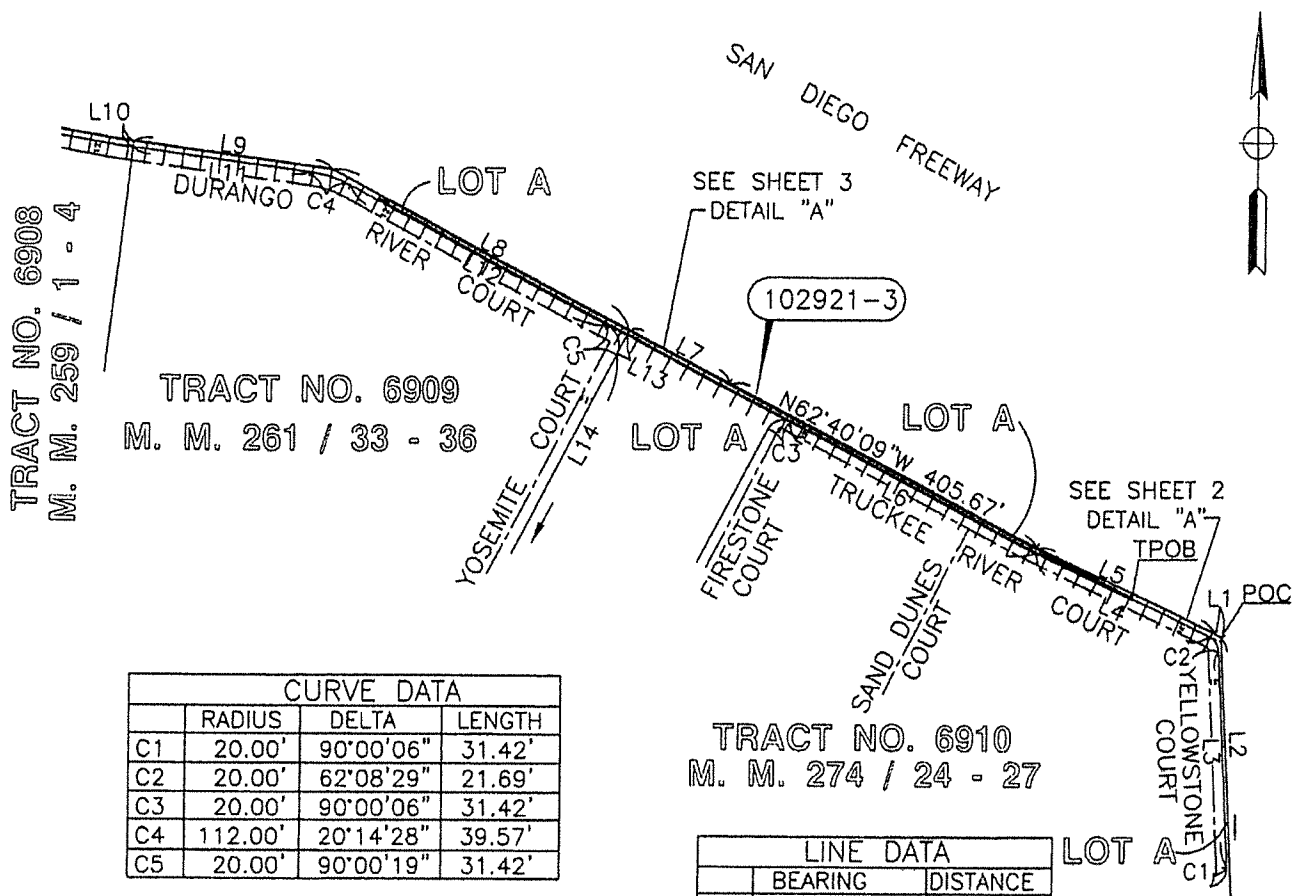 SAN DIEGO FREEWAY
L10
L9
L11
DURANGO
C4
RIVER
COURT
LOT A
L8
L12
SEE SHEET 3
DETAIL "A"
102921-3
TRACT NO. 6908
M. M. 259 / 1 - 4
TRACT NO. 6909
M. M. 261 / 33 - 36
C5
L13
L7
YOSEMITE
COURT
L14
LOT A
C3
N62°40'09"W 405.67'
LOT A
L6
TRUCKEE
RIVER
COURT
FIRESTONE
COURT
SAND DUNES
COURT
SEE SHEET 2
DETAIL "A"
TPOB
L5
L4
L1
POC
C2
YELLOWSTONE
COURT
L3
L2
LOT A
C1
TRACT NO. 6910
M. M. 274 / 24 - 27
CURVE DATA
RADIUS DELTA LENGTH
C1 20.00' 90°00'06" 31.42'
C2 20.00' 62°08'29" 21.69'
C3 20.00' 90°00'06" 31.42'
C4 112.00' 20°14'28" 39.57'
C5 20.00' 90°00'19" 31.42'
LINE DATA
BEARING DISTANCE